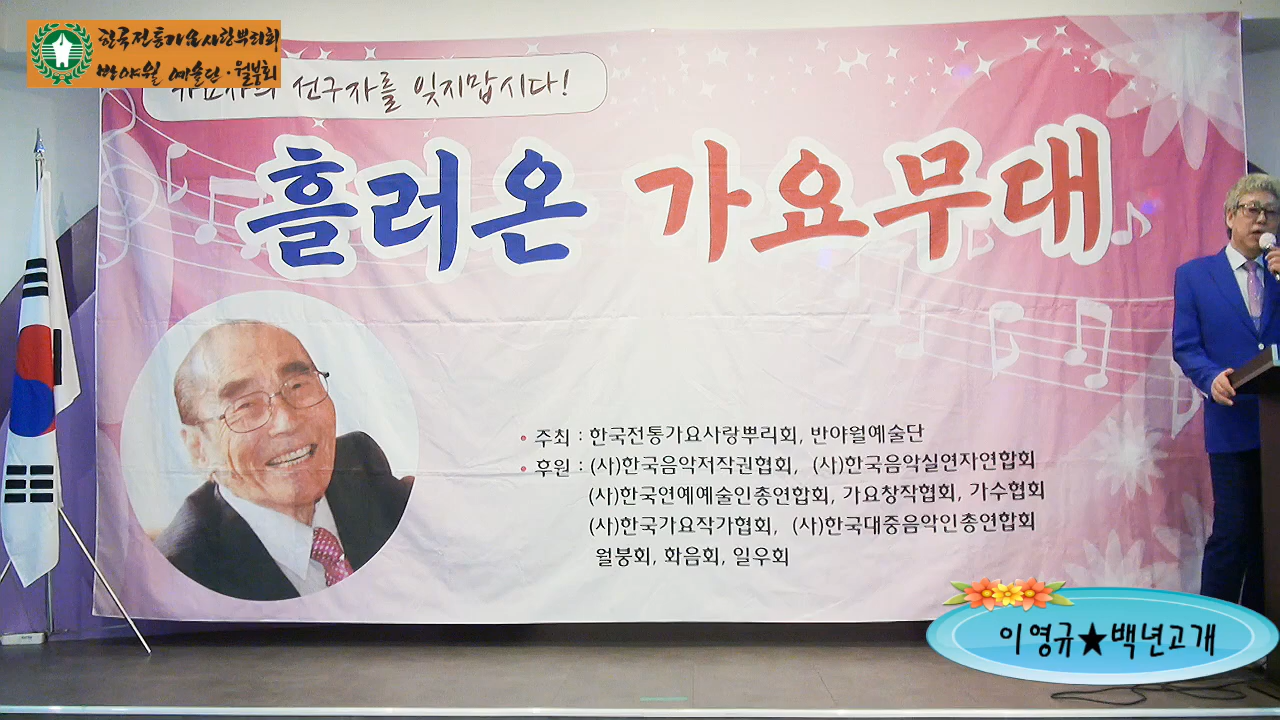 한국전통가요사랑뿌리회
반야월 예술단·월붕회
선구자를 잊지맙시다!
흘러온 가요무대
• 주최 : 한국전통가요사랑뿌리회, 반야월예술단
• 후원 : (사)한국음악저작권협회, (사)한국음악실연자연합회
(사)한국연예예술인총연합회, 가요창작협회, 가수협회
(사)한국가요작가협회, (사)한국대중음악인총연합회
월붕회, 화음회, 일우회
이영규★백년고개